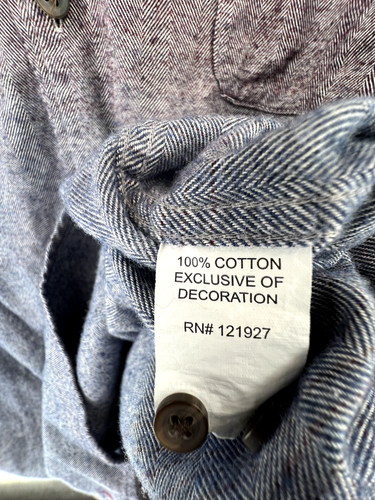 100% COTTON
EXCLUSIVE OF
DECORATION
RN# 121927